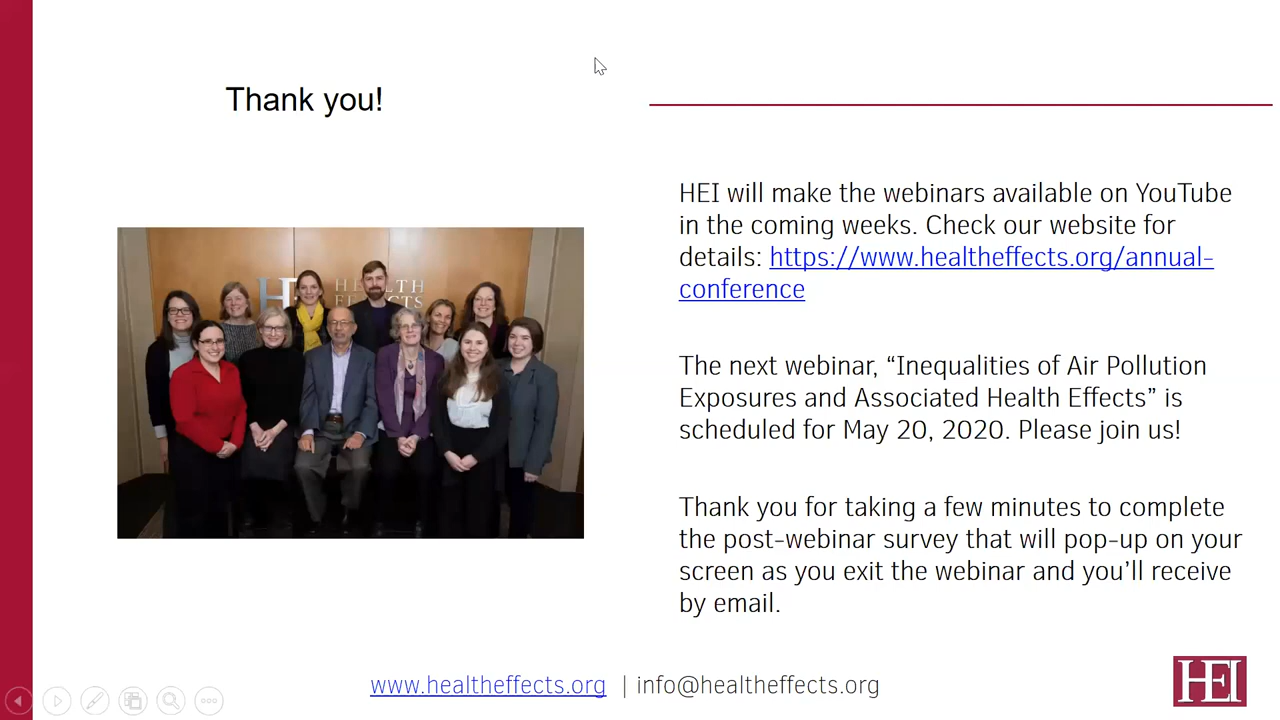 Thank you!
HEI will make the webinars available on YouTube
in the coming weeks. Check our website for
details: https://www.healtheffects.org/annual-
conference
The next webinar, “Inequalities of Air Pollution
Exposures and Associated Health Effects” is
scheduled for May 20, 2020. Please join us!
Thank you for taking a few minutes to complete
the post-webinar survey that will pop-up on your
screen as you exit the webinar and you’ll receive
by email.
HEI HEALTH
EFFECTS
www.healtheffects.org | info@healtheffects.org
HEI